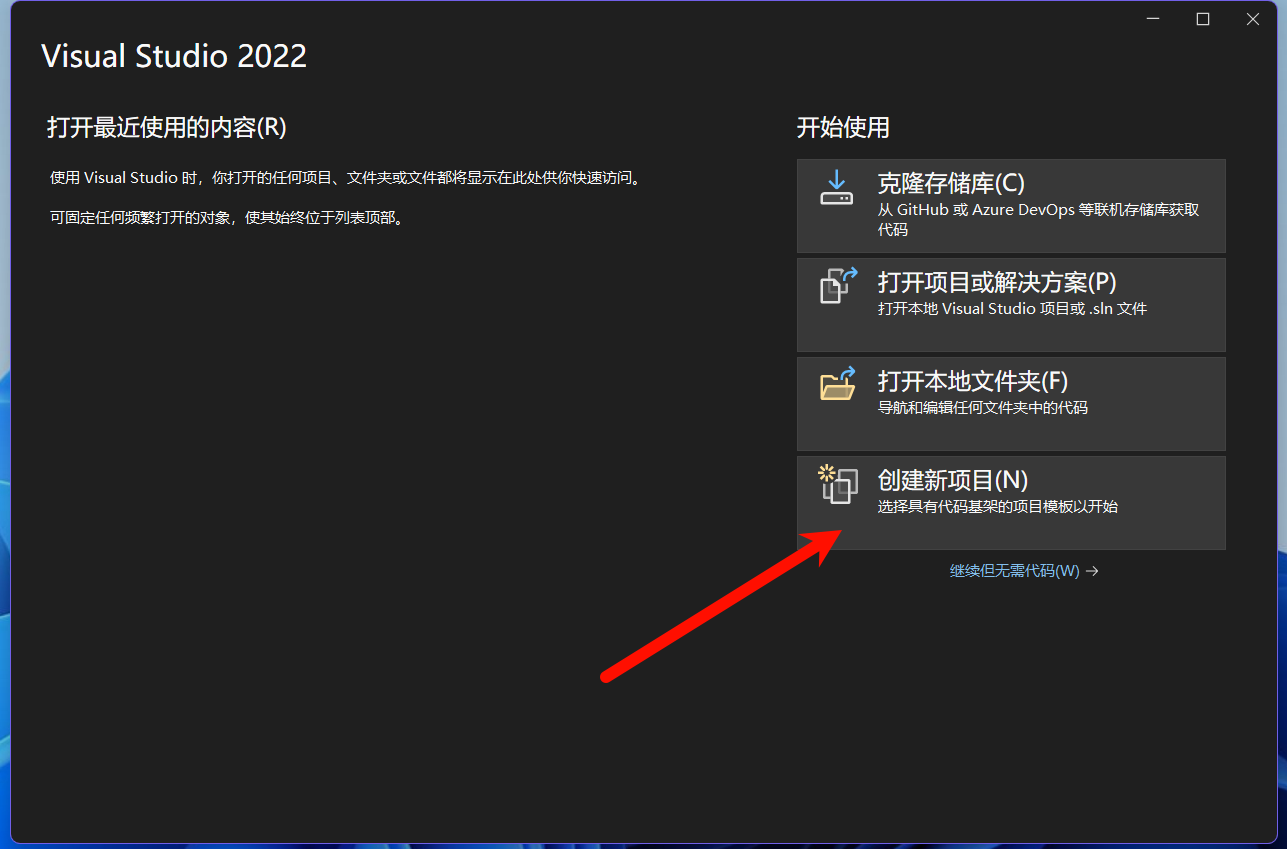 Visual Studio 2022
打开最近使用的内容(R)
使用 Visual Studio 时，你打开的任何项目、文件夹或文件都将显示在此处供你快速访问。
可固定任何频繁打开的对象，使其始终位于列表顶部。
开始使用
克隆存储库(C)
从 GitHub 或 Azure DevOps 等联机存储库获取
代码
打开项目或解决方案(P)
打开本地 Visual Studio 项目或 .sln 文件
打开本地文件夹(F)
导航和编辑任何文件夹中的代码
创建新项目(N)
选择具有代码基架的项目模板以开始
继续但无需代码(W) →